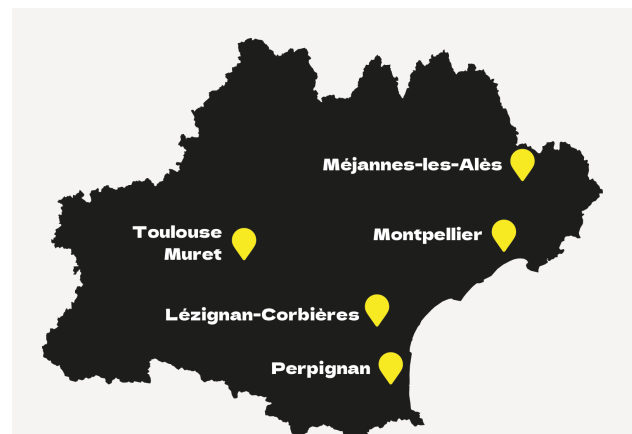 Méjannes-les-Alès
Toulouse
Muret
Montpellier
Lézignan-Corbières
Perpignan